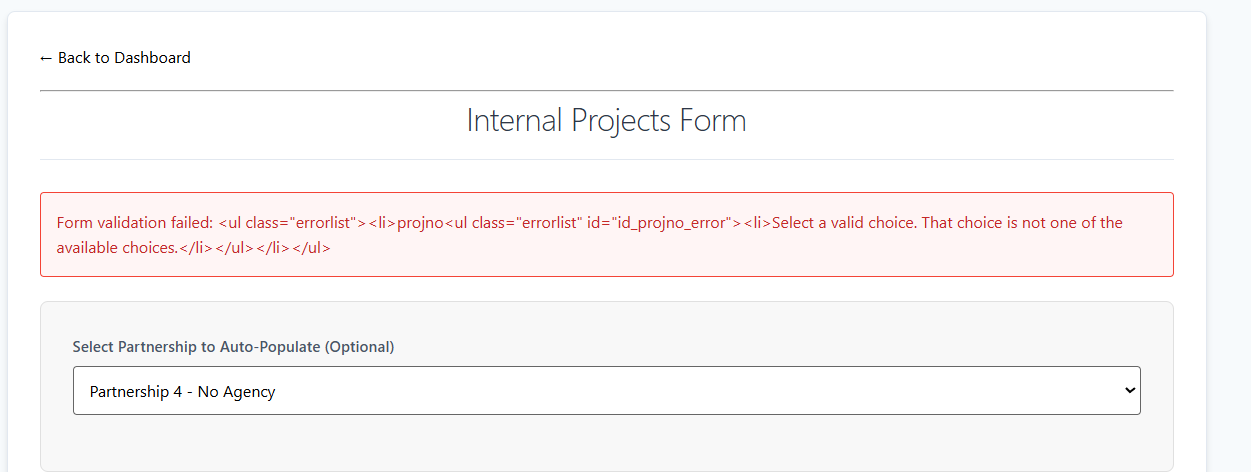 ← Back to Dashboard
Internal Projects Form
Form validation failed: <ul class="errorlist"><li>projno<ul class="errorlist" id="id_projno_error"><li>Select a valid choice. That choice is not one of the
available choices.</li></ul></li></ul>
Select Partnership to Auto-Populate (Optional)
Partnership 4 - No Agency